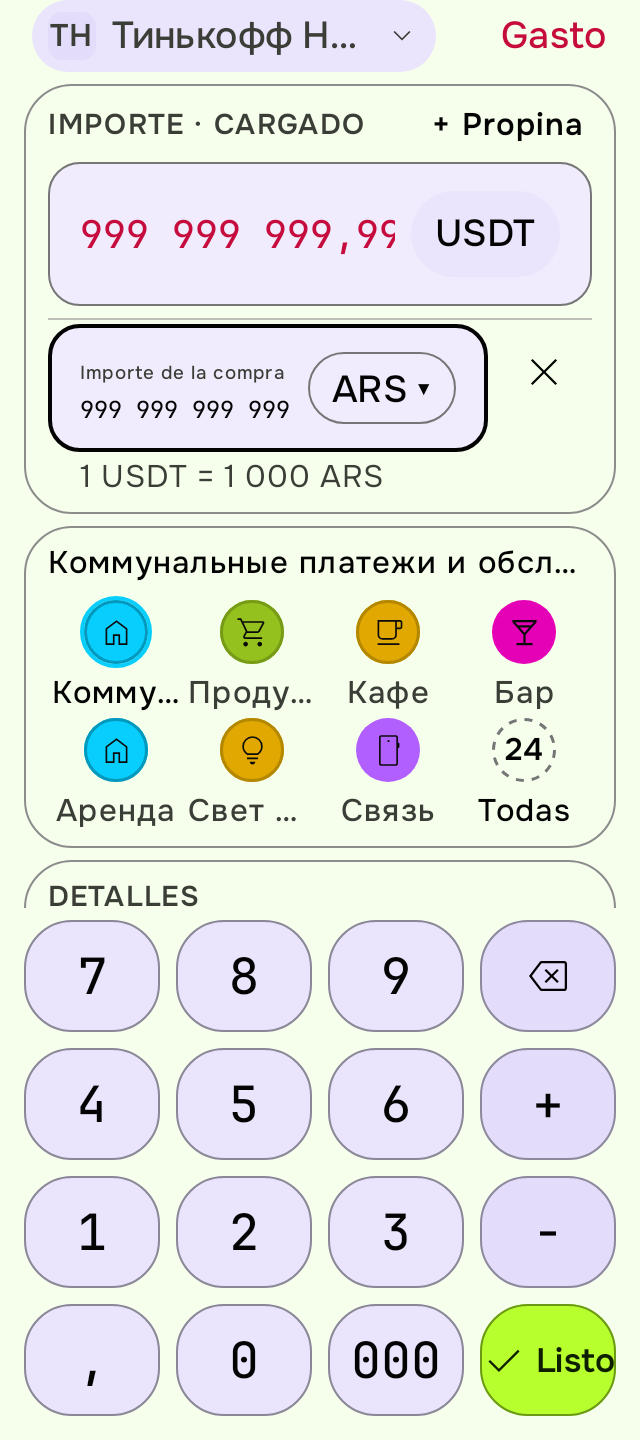 TH Тинькофф Н... Gasto
IMPORTE · CARGADO + Propina
999 999 999,99 USDT
Importe de la compra
999 999 999 999 ARS ▾
1 USDT = 1 000 ARS
Коммунальные платежи и обсл...
Комму... Проду... Кафе Бар
24
Аренда Свет ... Связь Todas
DETALLES
7 8 9
4 5 6 +
1 2 3 -
, 0 000 Listo